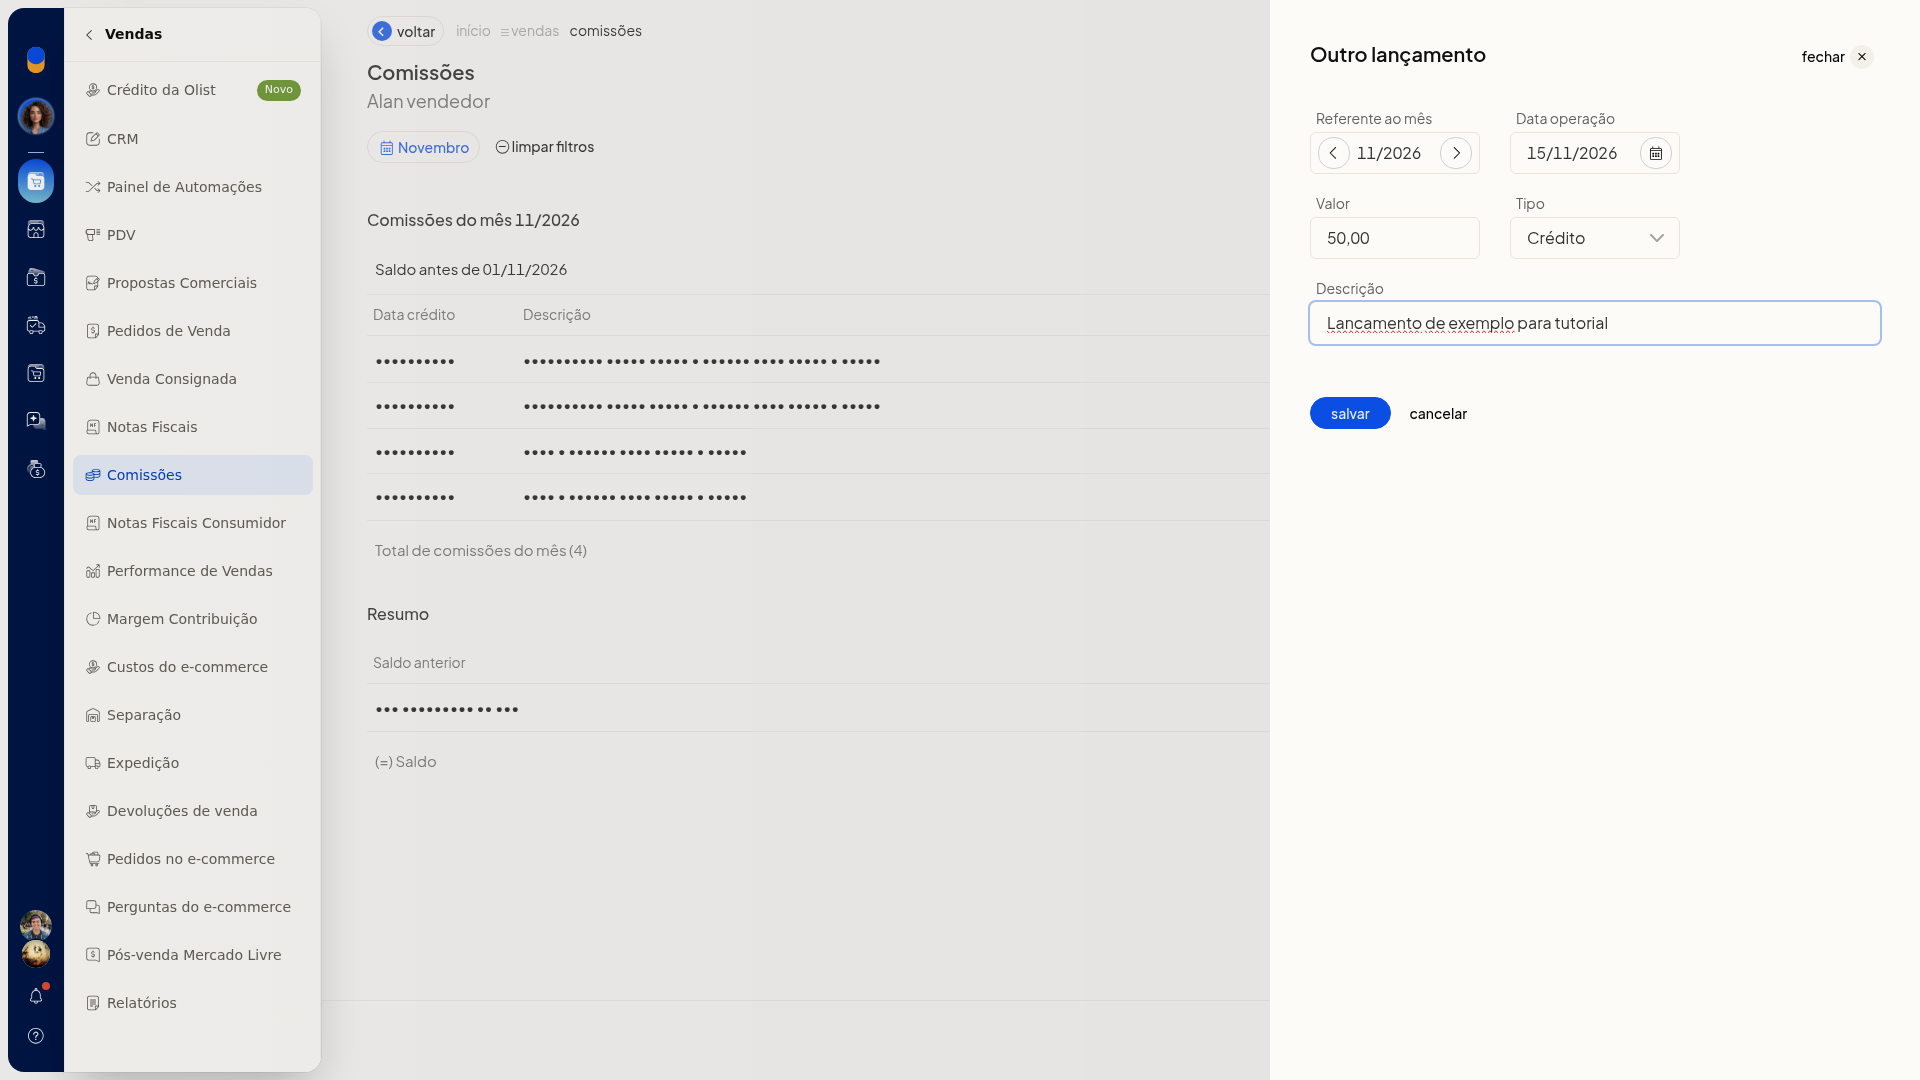 Vendas
Crédito da Olist Novo
CRM
Painel de Automações
PDV
Propostas Comerciais
Pedidos de Venda
Venda Consignada
Notas Fiscais
Comissões
Notas Fiscais Consumidor
Performance de Vendas
Margem Contribuição
Custos do e-commerce
Separação
Expedição
Devoluções de venda
Pedidos no e-commerce
Perguntas do e-commerce
Pós-venda Mercado Livre
Relatórios
voltar início vendas comissões
Comissões
Alan vendedor
Novembro limpar filtros
Comissões do mês 11/2026
Saldo antes de 01/11/2026
Data crédito Descrição
•••••••••• •••••••••• ••••• ••••• • •••••• •••• ••••• • •••••
•••••••••• •••••••••• ••••• ••••• • •••••• •••• ••••• • •••••
•••••••••• •••• • •••••• •••• ••••• • •••••
•••••••••• •••• • •••••• •••• ••••• • •••••
Total de comissões do mês (4)
Resumo
Saldo anterior
••• ••••••••• •• •••
(=) Saldo
Outro lançamento
fechar
Referente ao mês Data operação
11/2026 15/11/2026
Valor Tipo
50,00 Crédito
Descrição
Lancamento de exemplo para tutorial
salvar cancelar